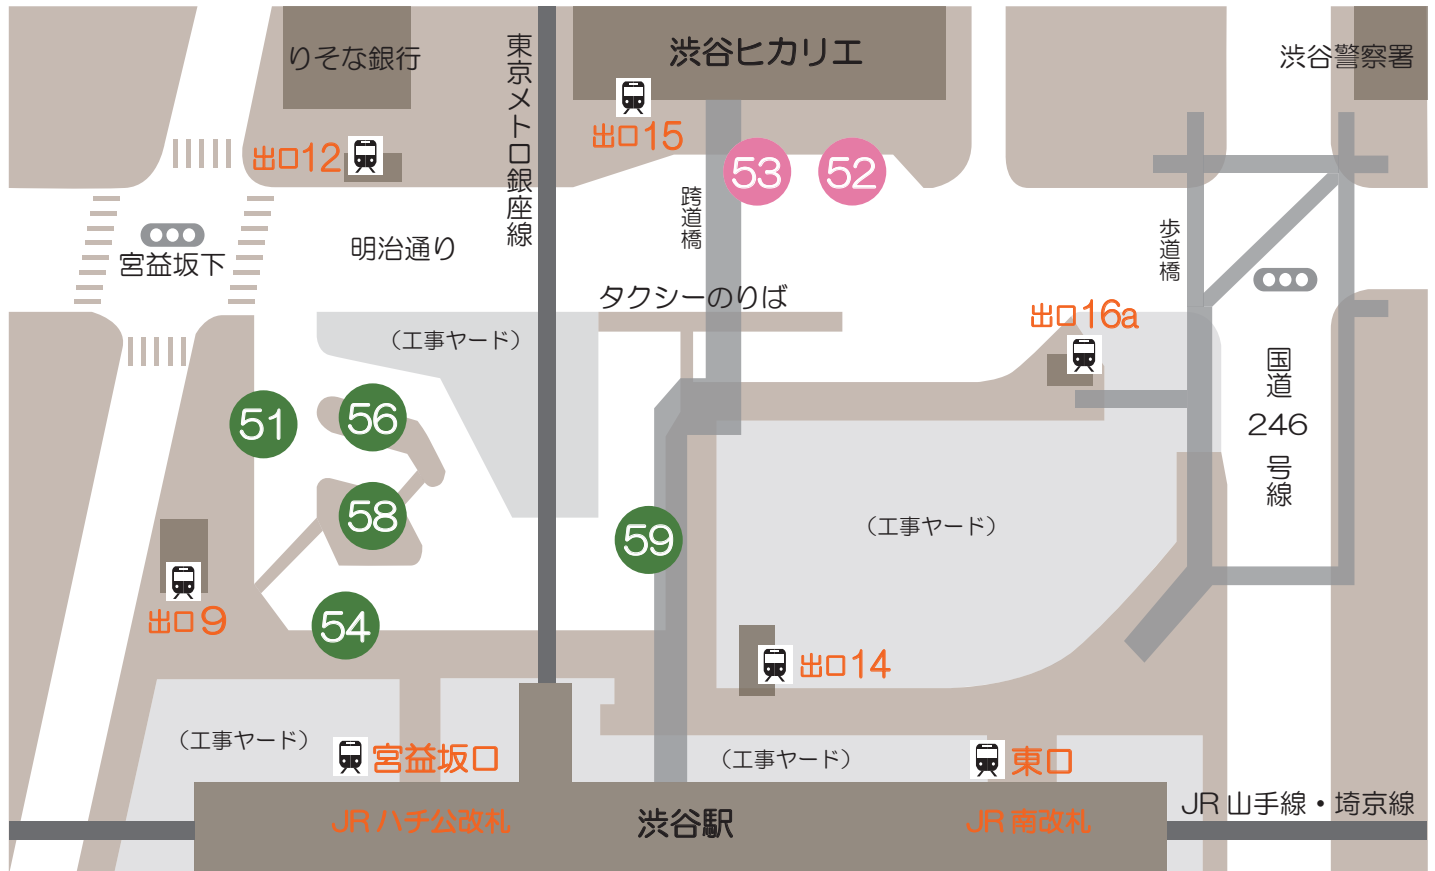 りそな銀行
東京メトロ銀座線
渋谷ヒカリエ
渋谷警察署
出口12
出口15
53
52
跨道橋
歩道橋
宮益坂下
明治通り
タクシーのりば
出口16a
（工事ヤード）
国道
246
号線
51
56
58
59
（工事ヤード）
54
出口9
出口14
（工事ヤード）
宮益坂口
（工事ヤード）
東口
JRハチ公改札
渋谷駅
JR南改札
JR山手線・埼京線